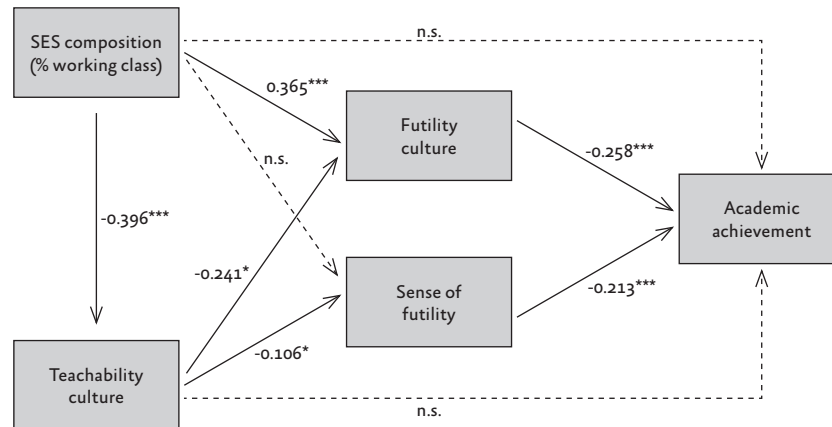 SES composition
(% working class)
n.s.
0.365***
Futility
culture
n.s.
-0.258***
-0.396***
Academic
achievement
-0.241*
Sense of
futility
-0.213***
-0.106*
Teachability
culture
n.s.